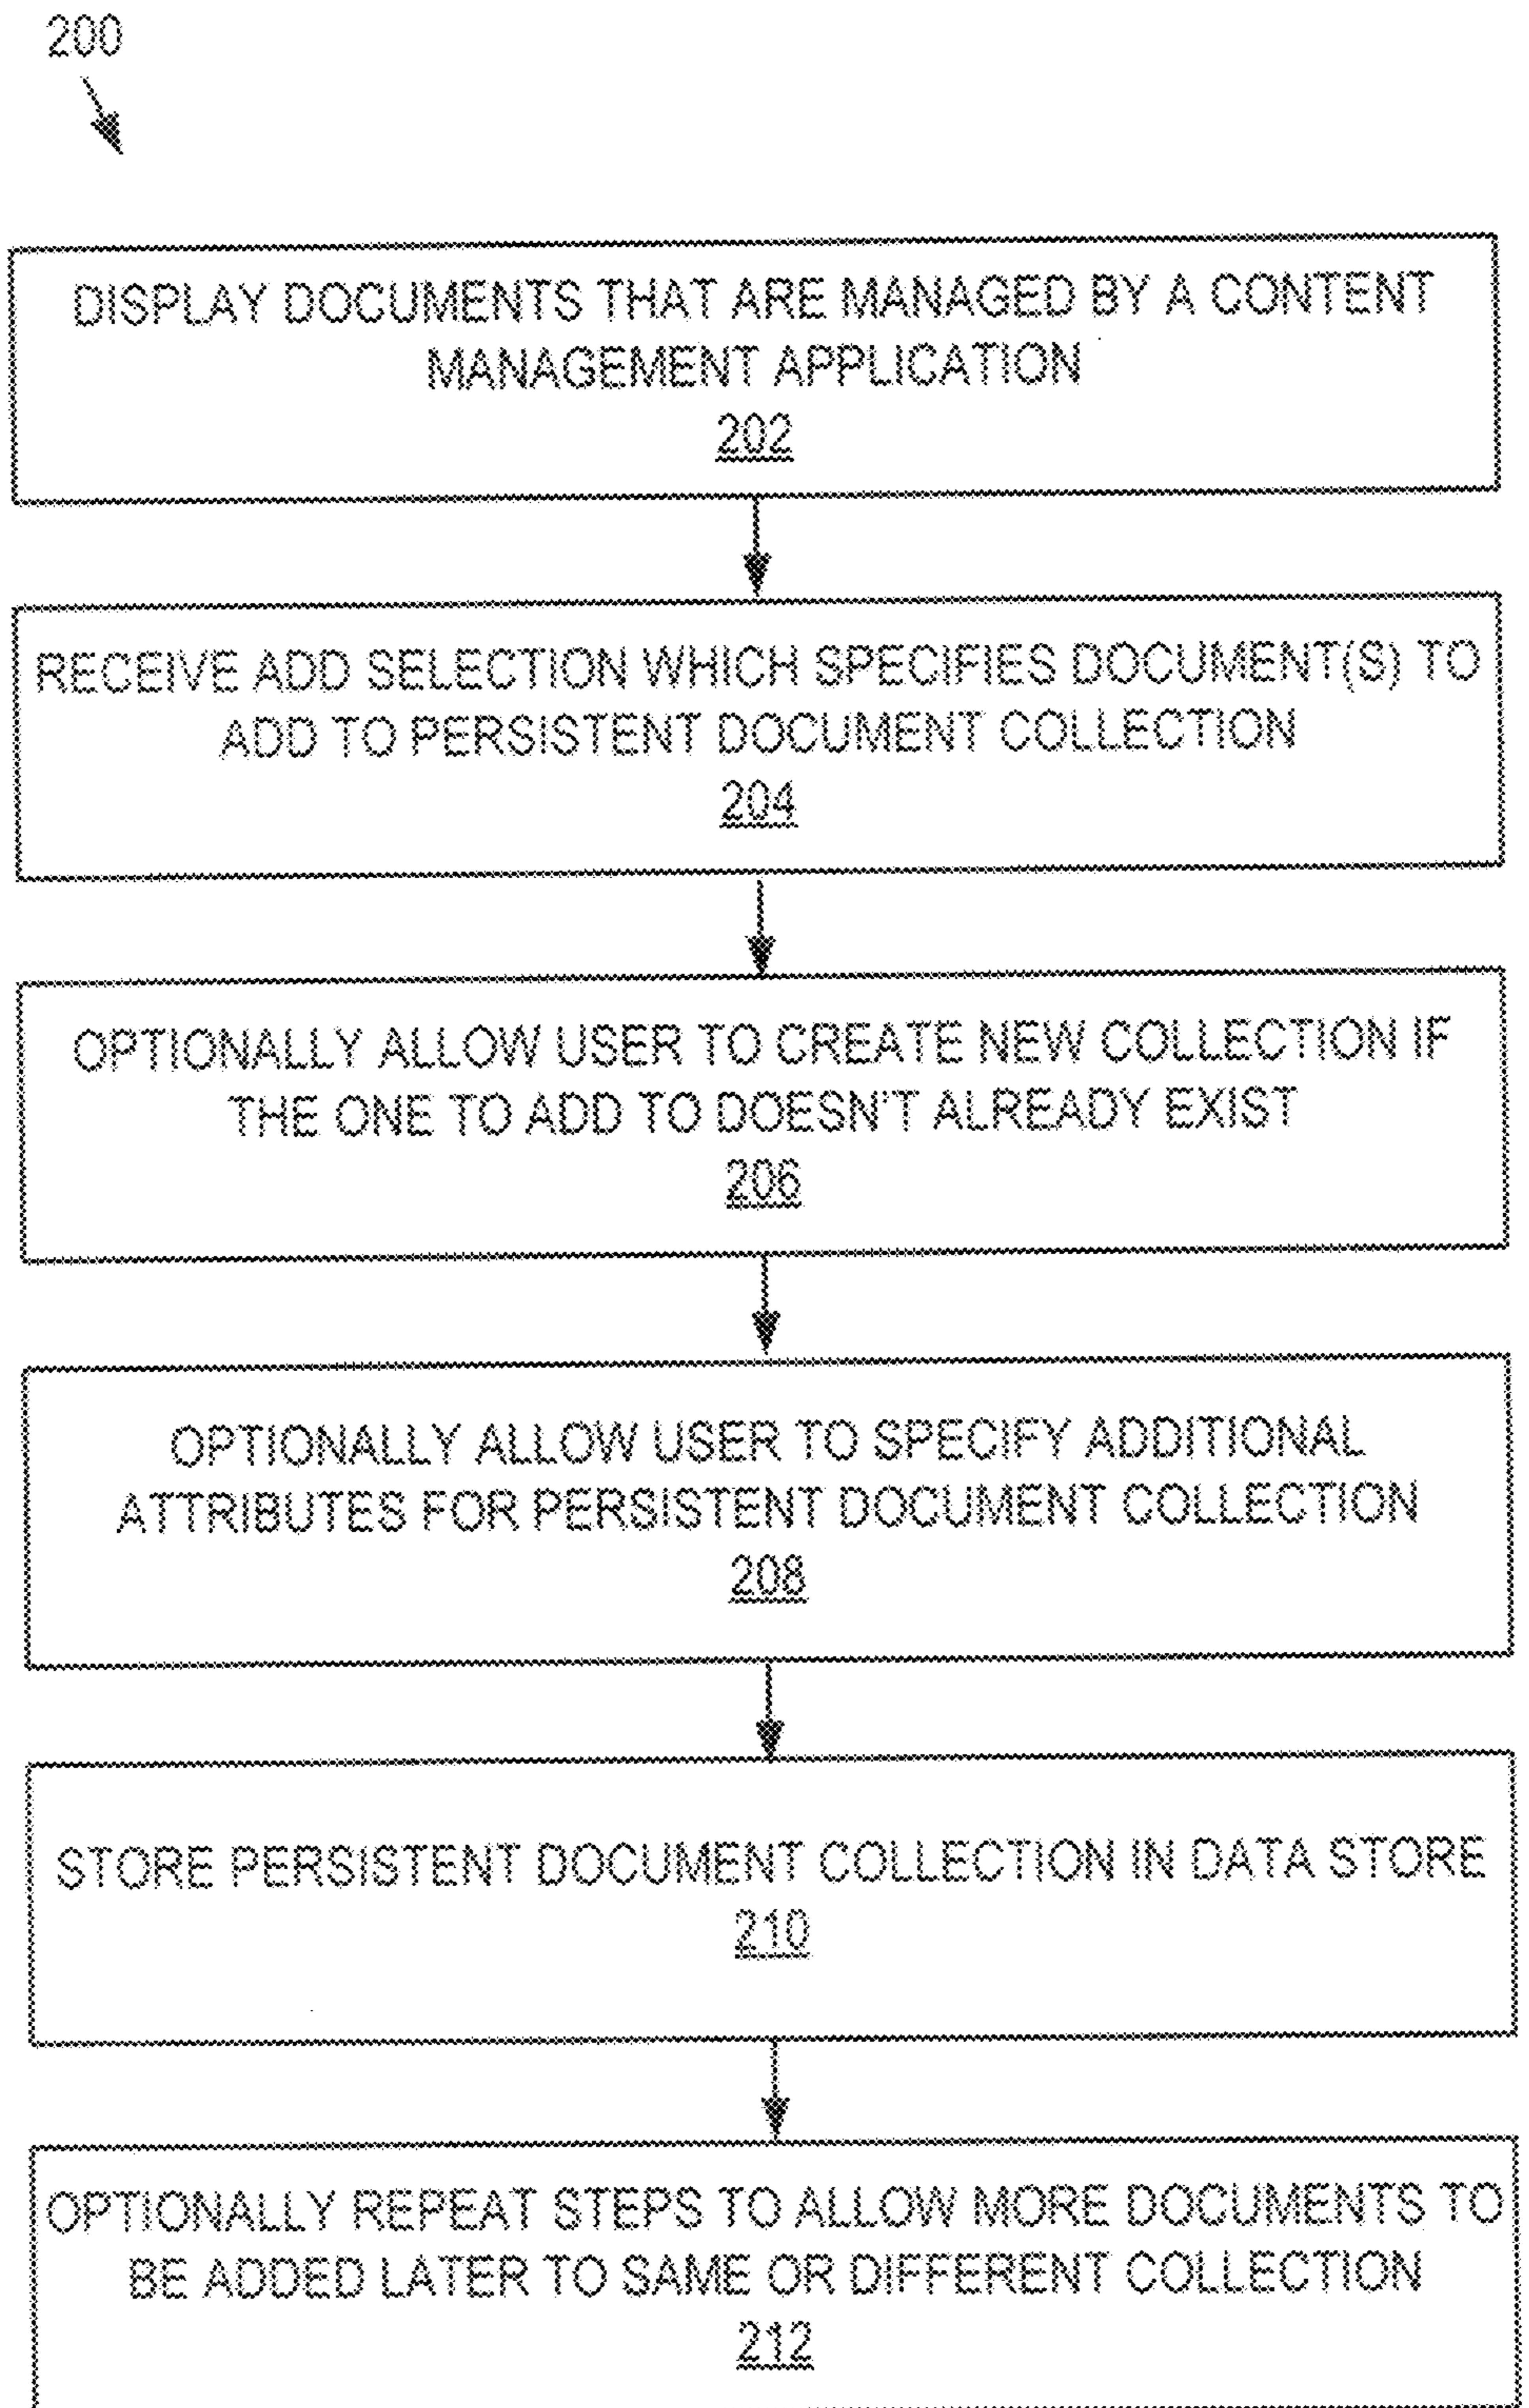 200
DISPLAY DOCUMENTS THAT ARE MANAGED BY A CONTENT
MANAGEMENT APPLICATION
202
RECEIVE ADD SELECTION WHICH SPECIFIES DOCUMENT(S) TO
ADD TO PERSISTENT DOCUMENT COLLECTION
204
OPTIONALLY ALLOW USER TO CREATE NEW COLLECTION IF
THE ONE TO ADD TO DOESN'T ALREADY EXIST
206
OPTIONALLY ALLOW USER TO SPECIFY ADDITIONAL
ATTRIBUTES FOR PERSISTENT DOCUMENT COLLECTION
208
STORE PERSISTENT DOCUMENT COLLECTION IN DATA STORE
210
OPTIONALLY REPEAT STEPS TO ALLOW MORE DOCUMENTS TO
BE ADDED LATER TO SAME OR DIFFERENT COLLECTION
212